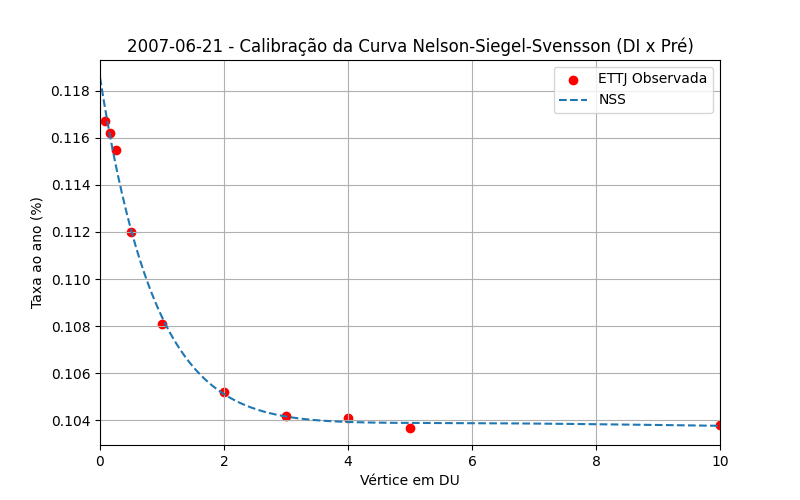 2007-06-21 - Calibração da Curva Nelson-Siegel-Svensson (DI x Pré)
ETTJ Observada
NSS
Taxa ao ano (%)
0.118
0.116
0.114
0.112
0.110
0.108
0.106
0.104
0 2 4 6 8 10
Vértice em DU